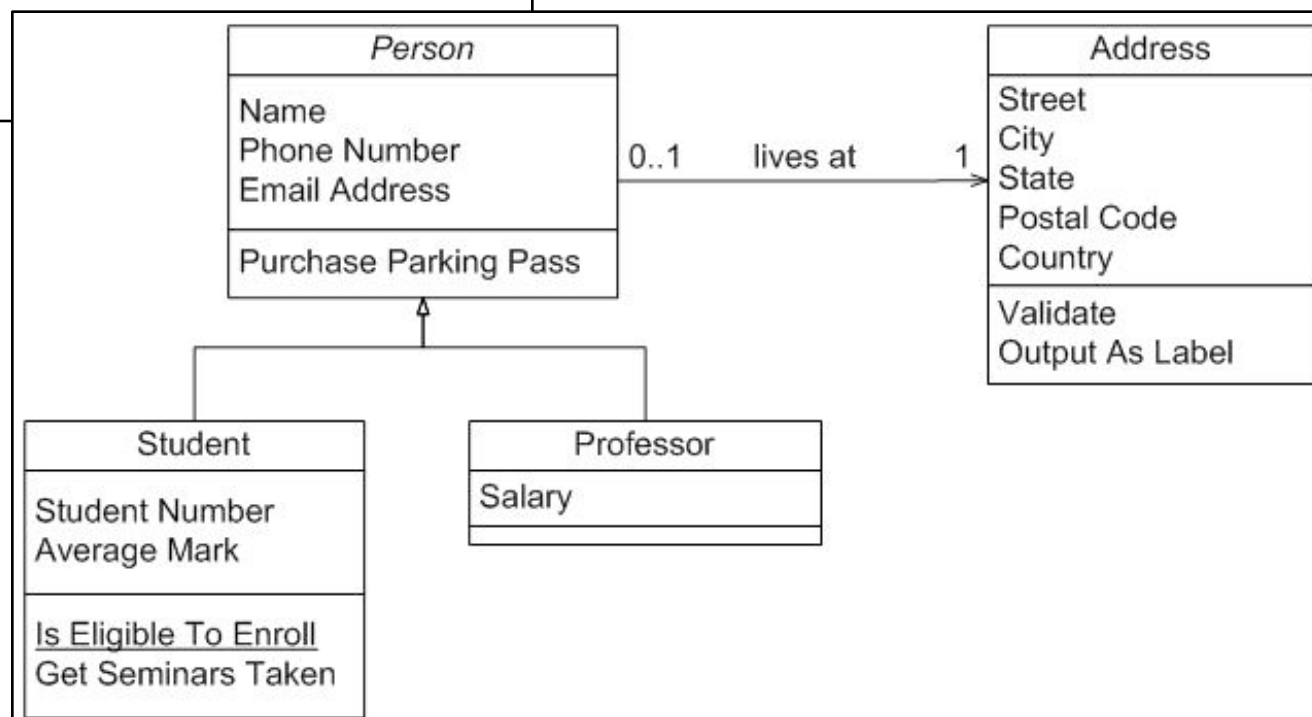 Person
Name
Phone Number
Email Address
Purchase Parking Pass
0..1 lives at 1
Address
Street
City
State
Postal Code
Country
Validate
Output As Label
Student
Student Number
Average Mark
Is Eligible To Enroll
Get Seminars Taken
Professor
Salary